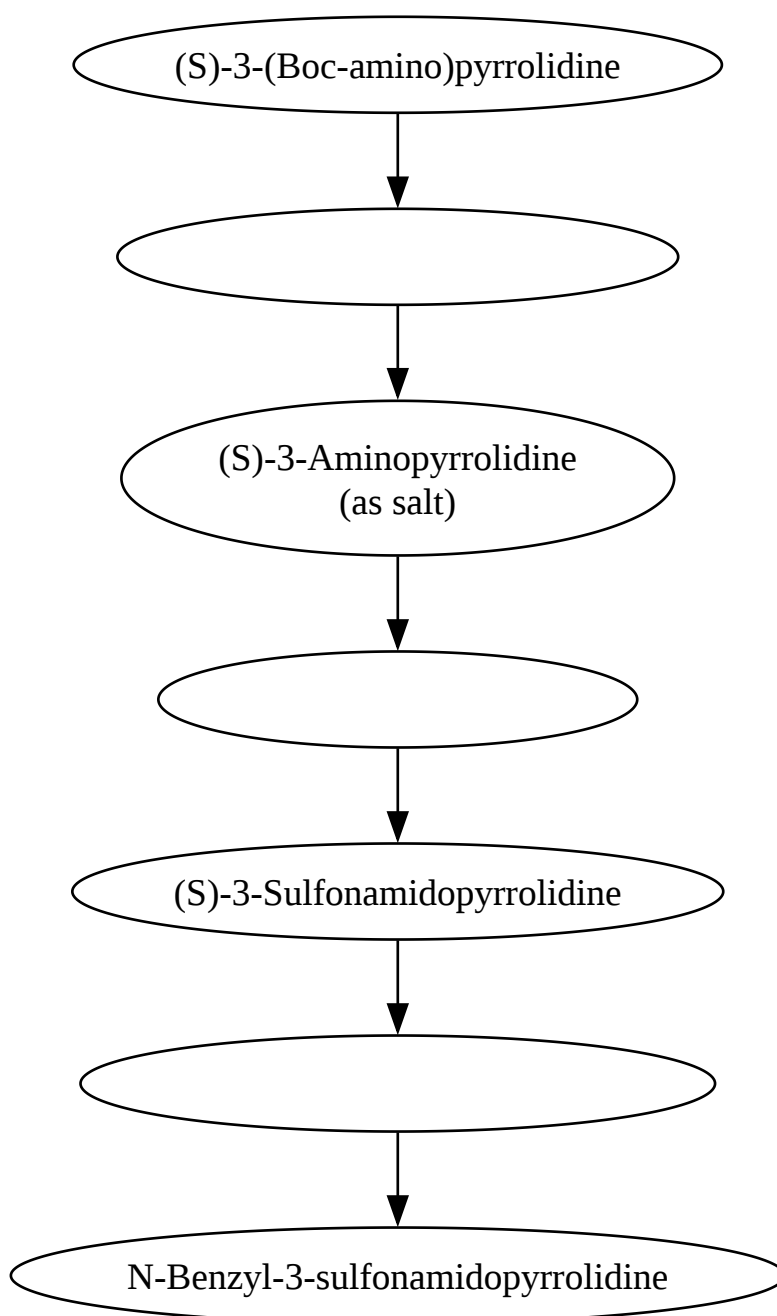 (S)-3-(Boc-amino)pyrrolidine
(S)-3-Aminopyrrolidine
(as salt)
(S)-3-Sulfonamidopyrrolidine
N-Benzyl-3-sulfonamidopyrrolidine